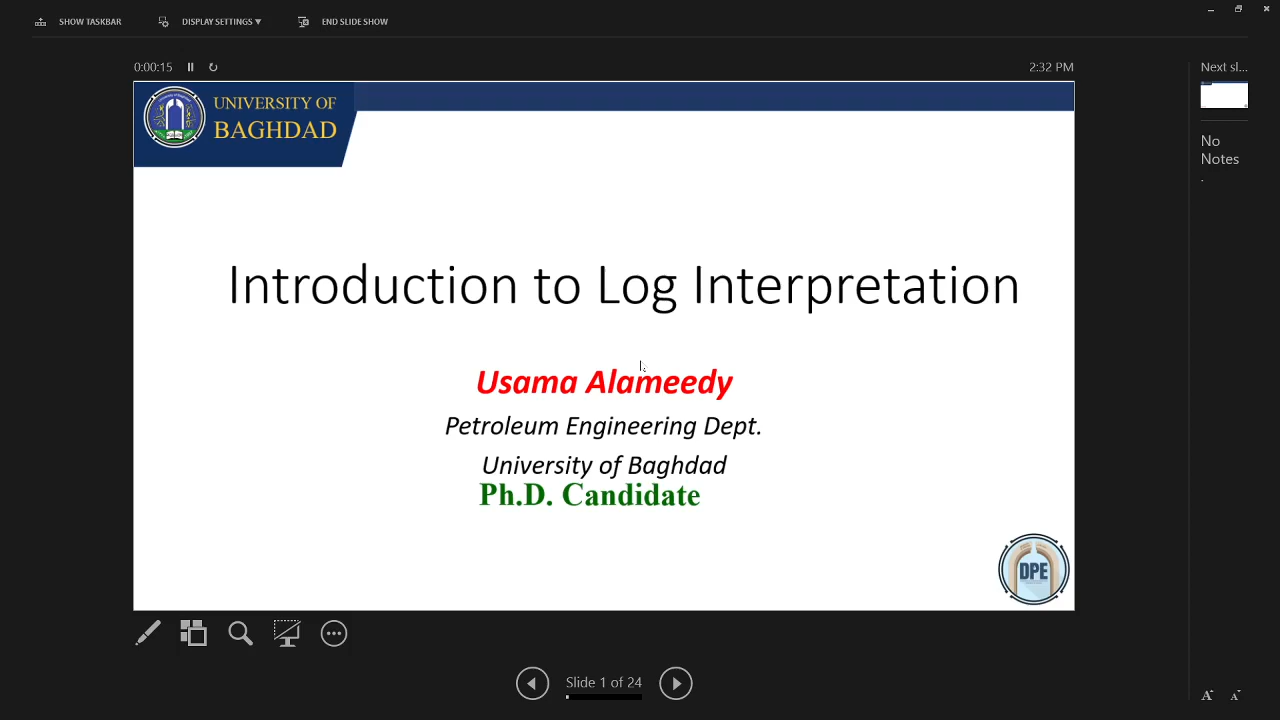 SHOW TASKBAR
DISPLAY SETTINGS
END SLIDE SHOW
0:00:15
2:32 PM
Next sl...
UNIVERSITY OF
BAGHDAD
No
Notes
.
Introduction to Log Interpretation
Usama Alameedy
Petroleum Engineering Dept.
University of Baghdad
Ph.D. Candidate
DPE
Slide 1 of 24
A A